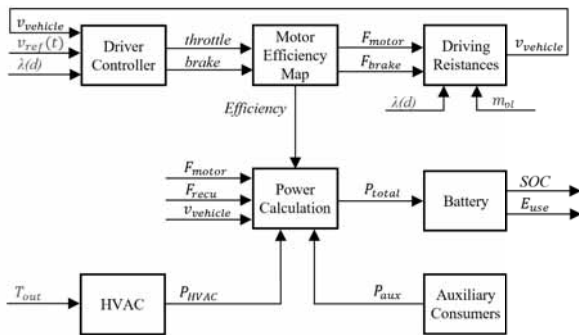 v_vehicle
v_ref(t)
λ(d)
Driver
Controller
throttle
brake
Motor
Efficiency
Map
F_motor
F_brake
Driving
Reistances
v_vehicle
λ(d)
m_vl
Efficiency
F_motor
F_recu
v_vehicle
Power
Calculation
P_total
Battery
SOC
E_use
T_out
HVAC
P_HVAC
P_aux
Auxiliary
Consumers